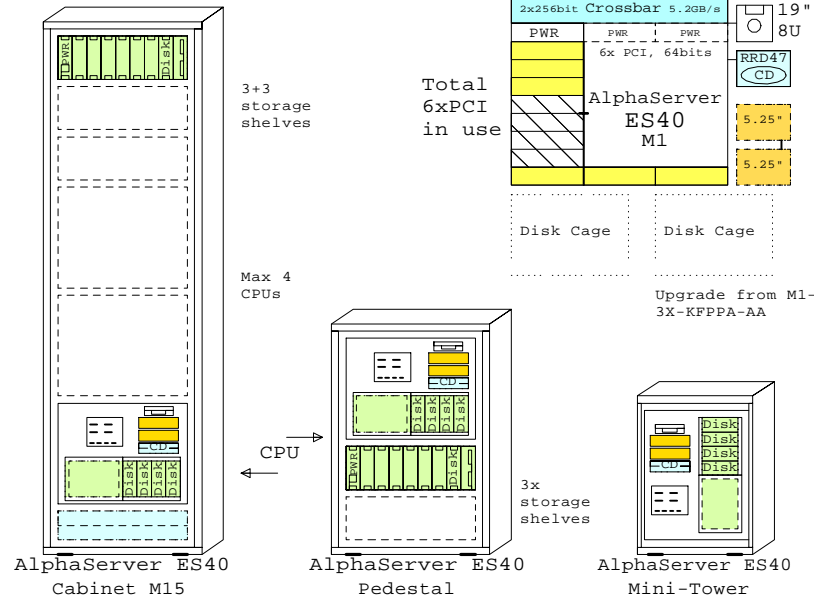 2x256bit Crossbar 5.2GB/s
19"
8U
PWR
PWR
PWR
6x PCI, 64bits
RRD47
CD
Total
6xPCI
in use
AlphaServer
ES40
M1
5.25"
5.25"
Disk Cage
Disk Cage
Upgrade from M1-
3X-KFPPA-AA
PWR
Disk
3+3
storage
shelves
Max 4
CPUs
CD
Disk
Disk
Disk
Disk
CPU
CD
Disk
Disk
Disk
Disk
PWR
Disk
3x
storage
shelves
Disk
Disk
Disk
Disk
CD
AlphaServer ES40
Cabinet M15
AlphaServer ES40
Pedestal
AlphaServer ES40
Mini-Tower